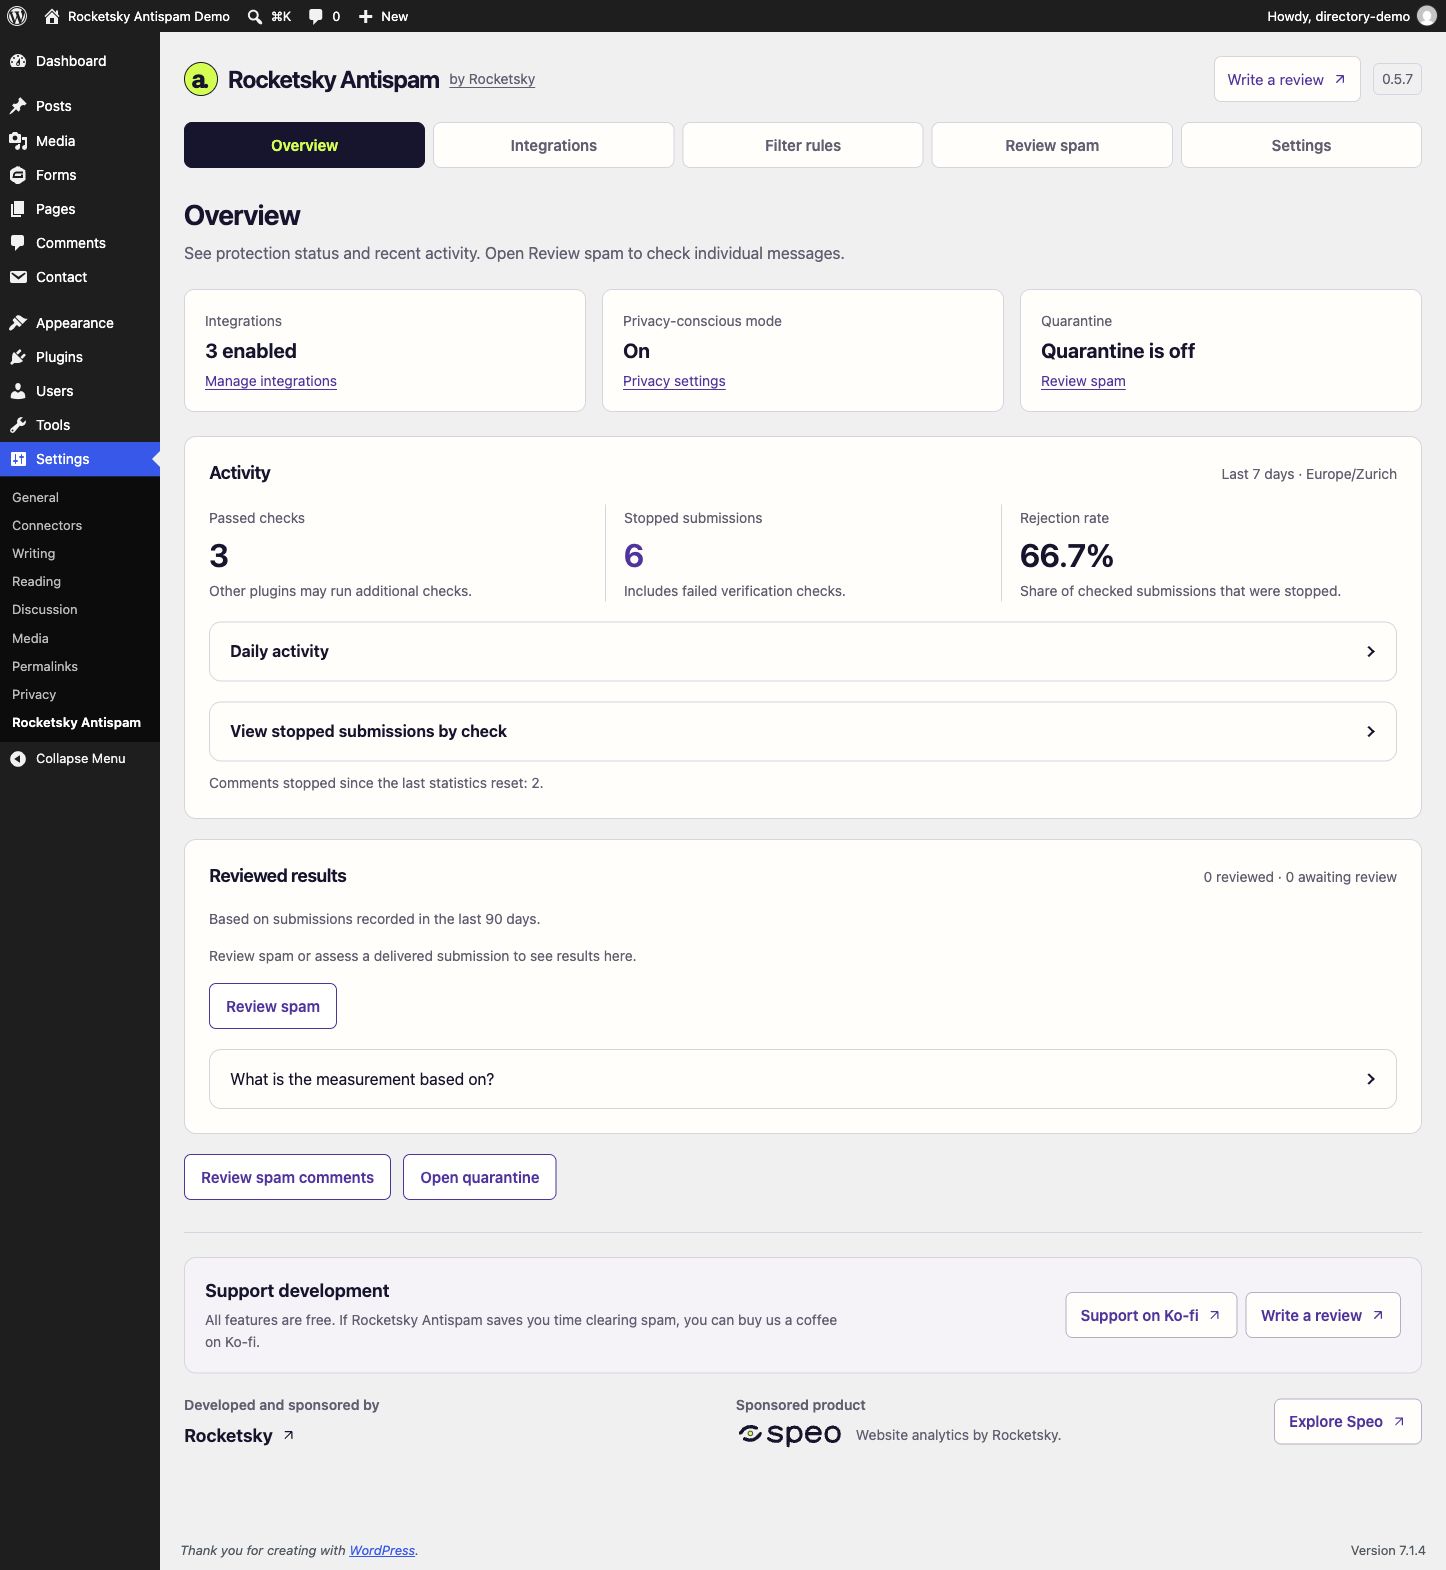 Rocketsky Antispam Demo ⌘K 0 New
Howdy, directory-demo
Dashboard
Posts
Media
Forms
Pages
Comments
Contact
Appearance
Plugins
Users
Tools
Settings
General
Connectors
Writing
Reading
Discussion
Media
Permalinks
Privacy
Rocketsky Antispam
Collapse Menu
a. Rocketsky Antispam by Rocketsky
Write a review ↗ 0.5.7
Overview Integrations Filter rules Review spam Settings
Overview
See protection status and recent activity. Open Review spam to check individual messages.
Integrations
3 enabled
Manage integrations
Privacy-conscious mode
On
Privacy settings
Quarantine
Quarantine is off
Review spam
Activity
Last 7 days · Europe/Zurich
Passed checks
3
Other plugins may run additional checks.
Stopped submissions
6
Includes failed verification checks.
Rejection rate
66.7%
Share of checked submissions that were stopped.
Daily activity
View stopped submissions by check
Comments stopped since the last statistics reset: 2.
Reviewed results
0 reviewed · 0 awaiting review
Based on submissions recorded in the last 90 days.
Review spam or assess a delivered submission to see results here.
Review spam
What is the measurement based on?
Review spam comments
Open quarantine
Support development
All features are free. If Rocketsky Antispam saves you time clearing spam, you can buy us a coffee
on Ko-fi.
Support on Ko-fi ↗
Write a review ↗
Developed and sponsored by
Rocketsky ↗
Sponsored product
speo Website analytics by Rocketsky.
Explore Speo ↗
Thank you for creating with WordPress.
Version 7.1.4